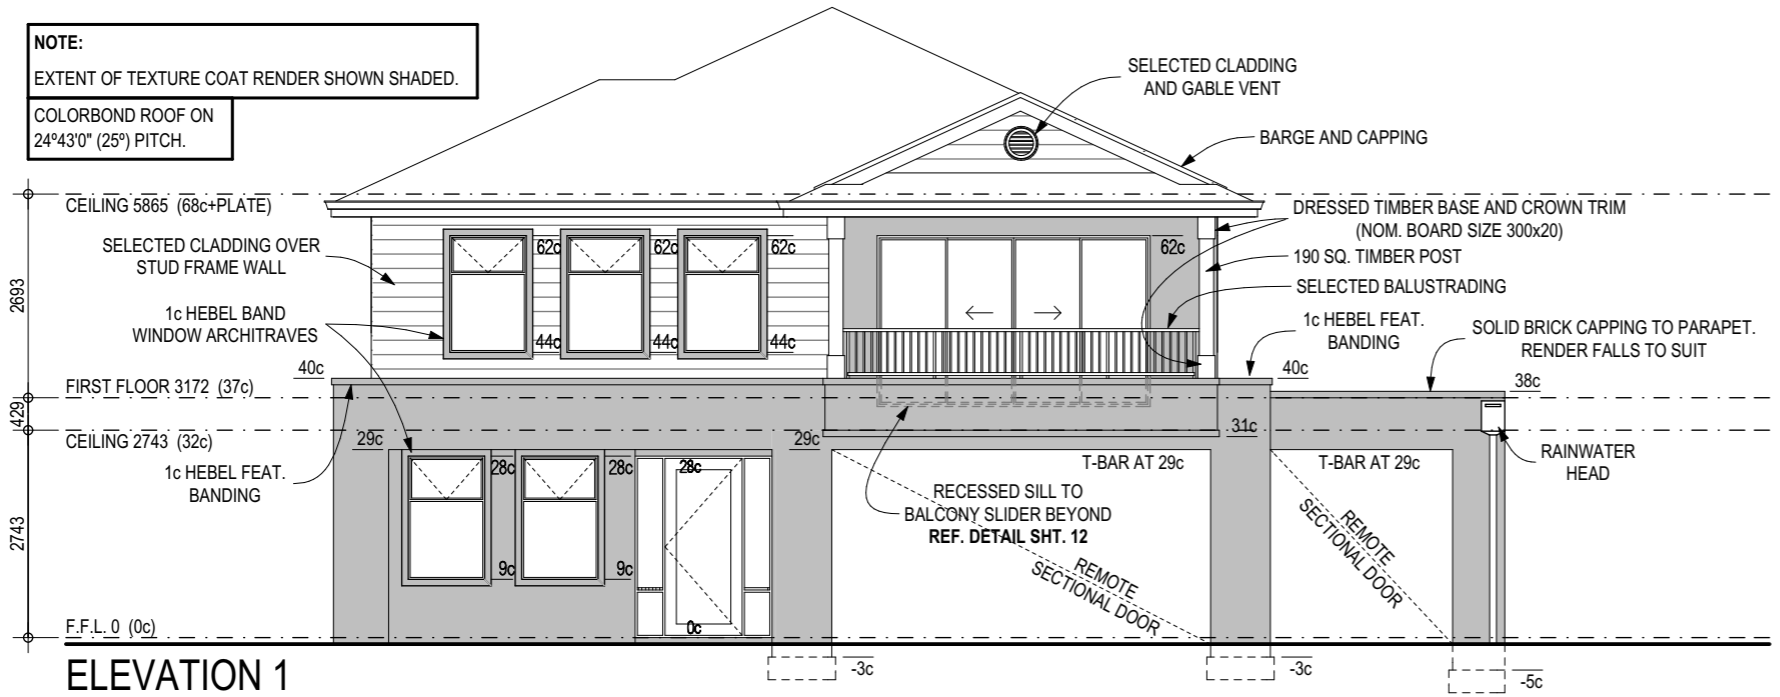 NOTE:
EXTENT OF TEXTURE COAT RENDER SHOWN SHADED.
COLORBOND ROOF ON
24º43'0" (25º) PITCH.
SELECTED CLADDING
AND GABLE VENT
BARGE AND CAPPING
CEILING 5865 (68c+PLATE)
DRESSED TIMBER BASE AND CROWN TRIM
(NOM. BOARD SIZE 300x20)
SELECTED CLADDING OVER
STUD FRAME WALL
62c
62c
62c
62c
190 SQ. TIMBER POST
SELECTED BALUSTRADING
2693
1c HEBEL BAND
WINDOW ARCHITRAVES
44c
44c
44c
1c HEBEL FEAT.
BANDING
SOLID BRICK CAPPING TO PARAPET.
RENDER FALLS TO SUIT
40c
40c
38c
FIRST FLOOR 3172 (37c)
429
31c
CEILING 2743 (32c)
29c
29c
1c HEBEL FEAT.
BANDING
28c
28c
28c
T-BAR AT 29c
T-BAR AT 29c
RAINWATER
HEAD
RECESSED SILL TO
BALCONY SLIDER BEYOND
REF. DETAIL SHT. 12
2743
9c
9c
REMOTE
SECTIONAL DOOR
REMOTE
SECTIONAL DOOR
F.F.L. 0 (0c)
0c
ELEVATION 1
-3c
-3c
-5c